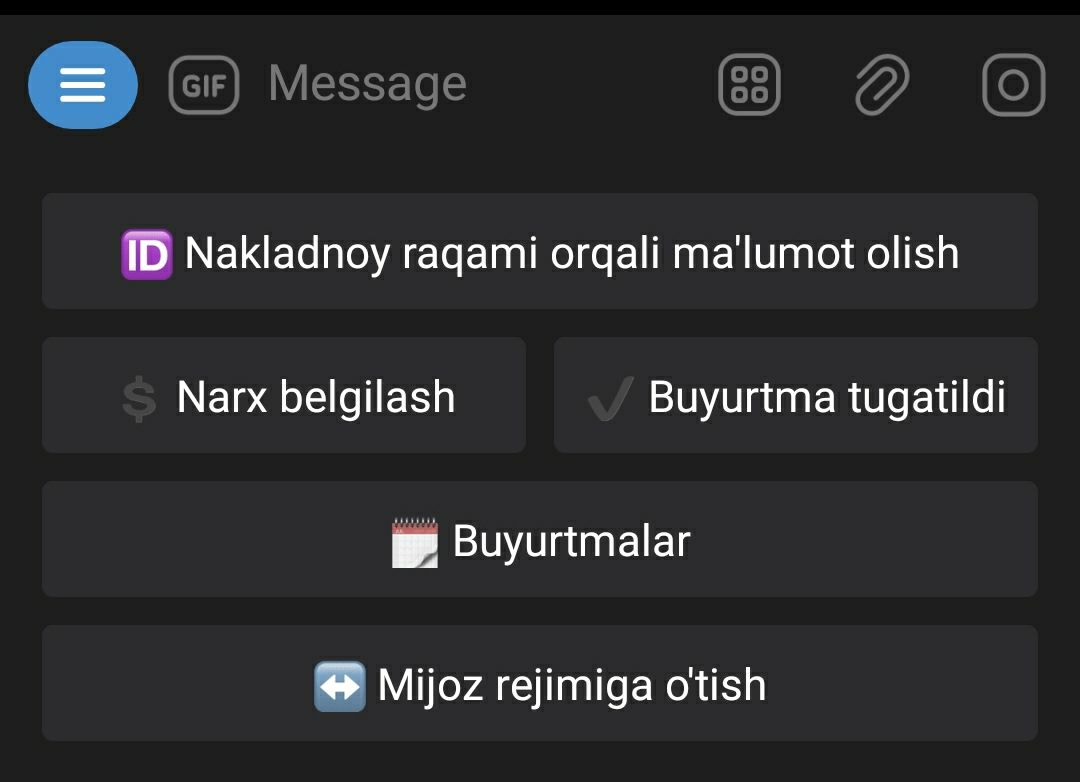 GIF Message
🆔 Nakladnoy raqami orqali ma'lumot olish
💲 Narx belgilash
✔️ Buyurtma tugatildi
🗓 Buyurtmalar
↔️ Mijoz rejimiga o'tish